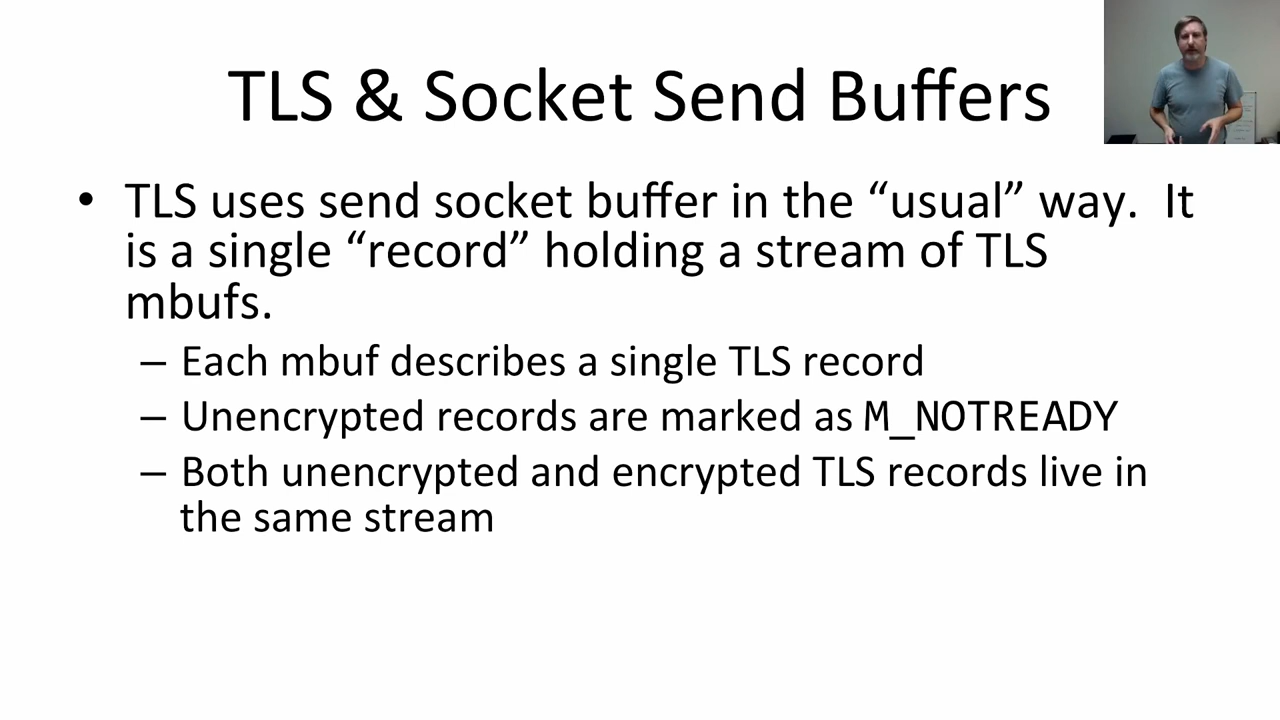 TLS & Socket Send Buffers
• TLS uses send socket buffer in the “usual” way.  It
is a single “record” holding a stream of TLS
mbufs.
– Each mbuf describes a single TLS record
– Unencrypted records are marked as M_NOTREADY
– Both unencrypted and encrypted TLS records live in
the same stream